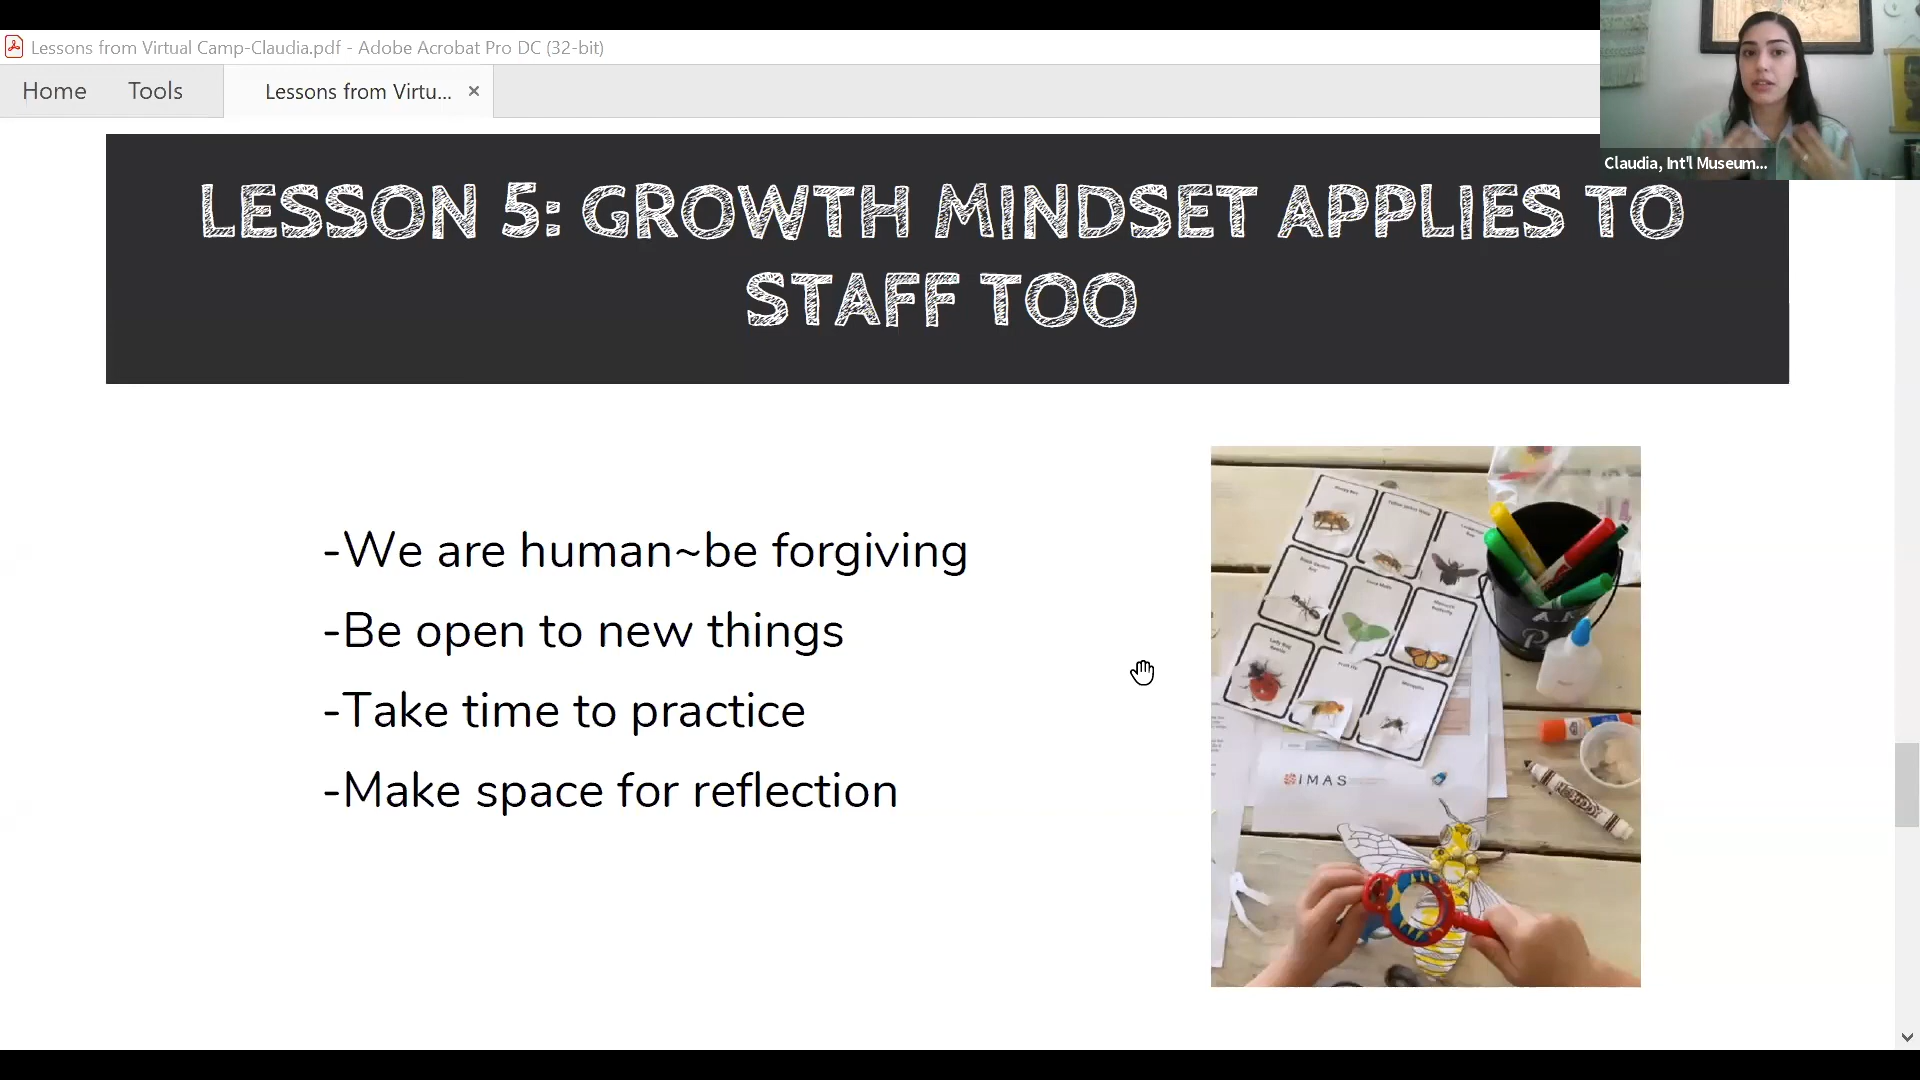 Lessons from Virtual Camp-Claudia.pdf - Adobe Acrobat Pro DC (32-bit)
Home
Tools
Lessons from Virtu...
Claudia, Int'l Museum...
LESSON 5: GROWTH MINDSET APPLIES TO
STAFF TOO
-We are human~be forgiving
-Be open to new things
-Take time to practice
-Make space for reflection
IMAS